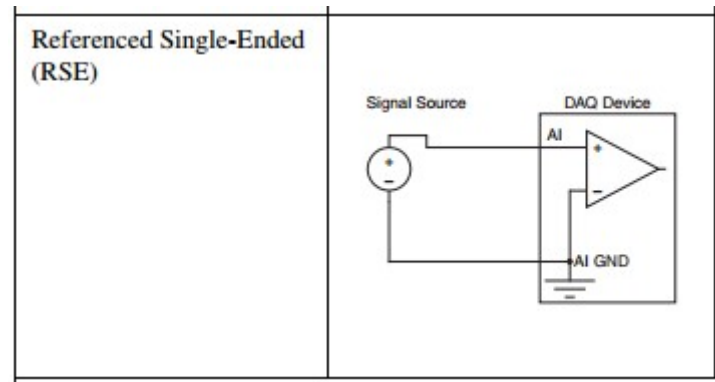 Referenced Single-Ended
(RSE)
Signal Source
DAQ Device
AI
+
−
+
−
AI GND